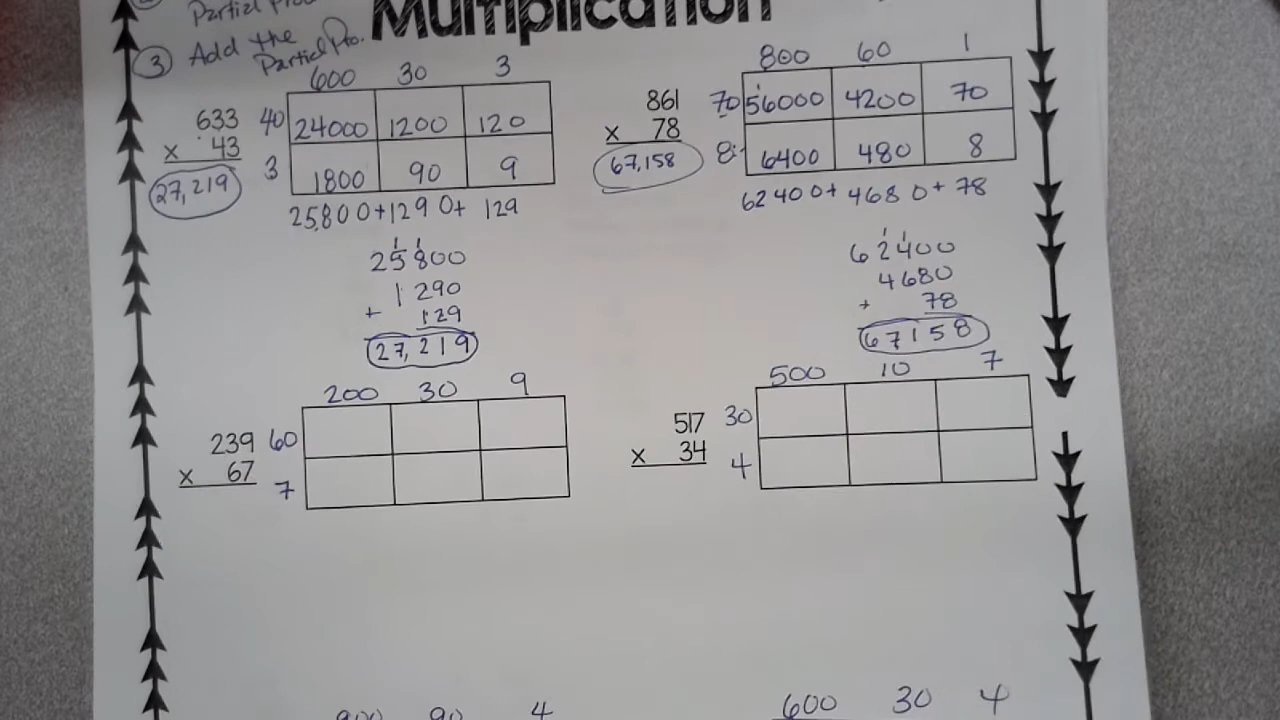 Partial
Multiplication
3 Add the
Partial Pro.
600 30 3
633
x 43
27,219
40 24000 1200 120
3 1800 90 9
25,800+1290+ 129
25800
1290
+ 129
27,219
800 60 1
861
x 78
67,158
70 56000 4200 70
8 6400 480 8
62400+ 4680+ 78
62400
4680
+ 78
67158
200 30 9
239
x 67
60
7
500 10 7
517
x 34
30
4
90 4
600 30 4